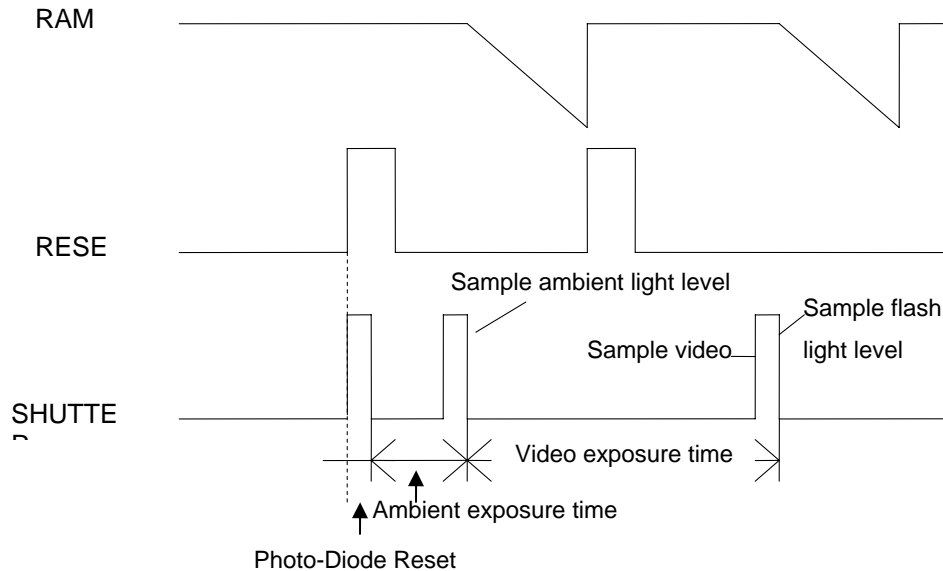 RAM
RESE
Sample ambient light level
Sample flash
Sample video
light level
SHUTTE
Video exposure time
Ambient exposure time
Photo-Diode Reset